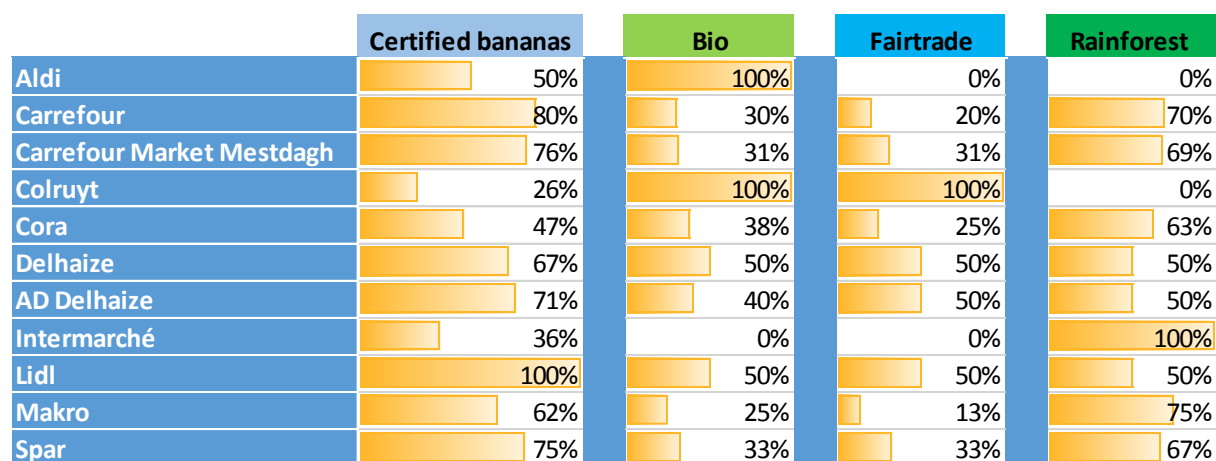 Certified bananas Bio Fairtrade Rainforest
Aldi 50% 100% 0% 0%
Carrefour 80% 30% 20% 70%
Carrefour Market Mestdagh 76% 31% 31% 69%
Colruyt 26% 100% 100% 0%
Cora 47% 38% 25% 63%
Delhaize 67% 50% 50% 50%
AD Delhaize 71% 40% 50% 50%
Intermarché 36% 0% 0% 100%
Lidl 100% 50% 50% 50%
Makro 62% 25% 13% 75%
Spar 75% 33% 33% 67%